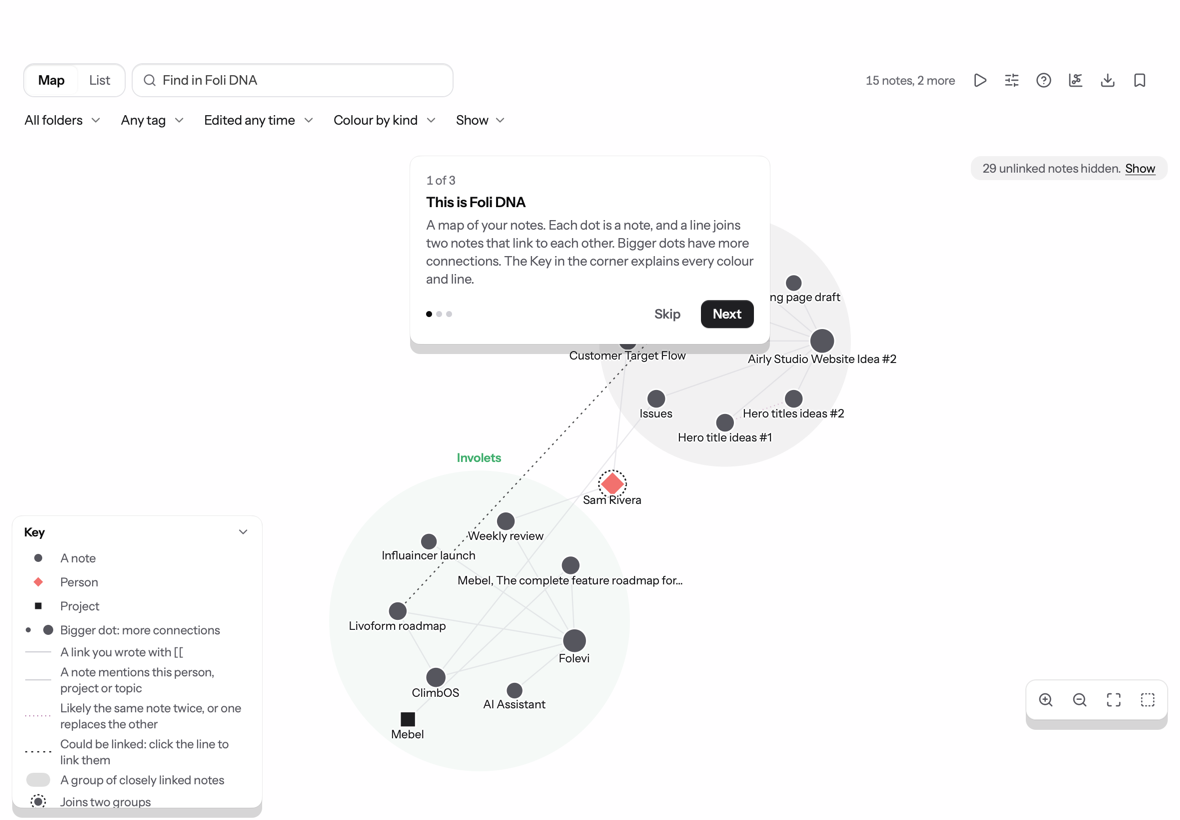 Map
List
Find in Foli DNA
15 notes, 2 more
All folders
Any tag
Edited any time
Colour by kind
Show
29 unlinked notes hidden. Show
1 of 3
This is Foli DNA
A map of your notes. Each dot is a note, and a line joins
two notes that link to each other. Bigger dots have more
connections. The Key in the corner explains every colour
and line.
Skip
Next
ng page draft
Customer Target Flow
Airly Studio Website Idea #2
Issues
Hero titles ideas #2
Hero title ideas #1
Involets
Sam Rivera
Weekly review
Influaincer launch
Mebel, The complete feature roadmap for...
Livoform roadmap
Folevi
ClimbOS
AI Assistant
Mebel
Key
A note
Person
Project
Bigger dot: more connections
A link you wrote with [[
A note mentions this person,
project or topic
Likely the same note twice, or one
replaces the other
Could be linked: click the line to
link them
A group of closely linked notes
Joins two groups